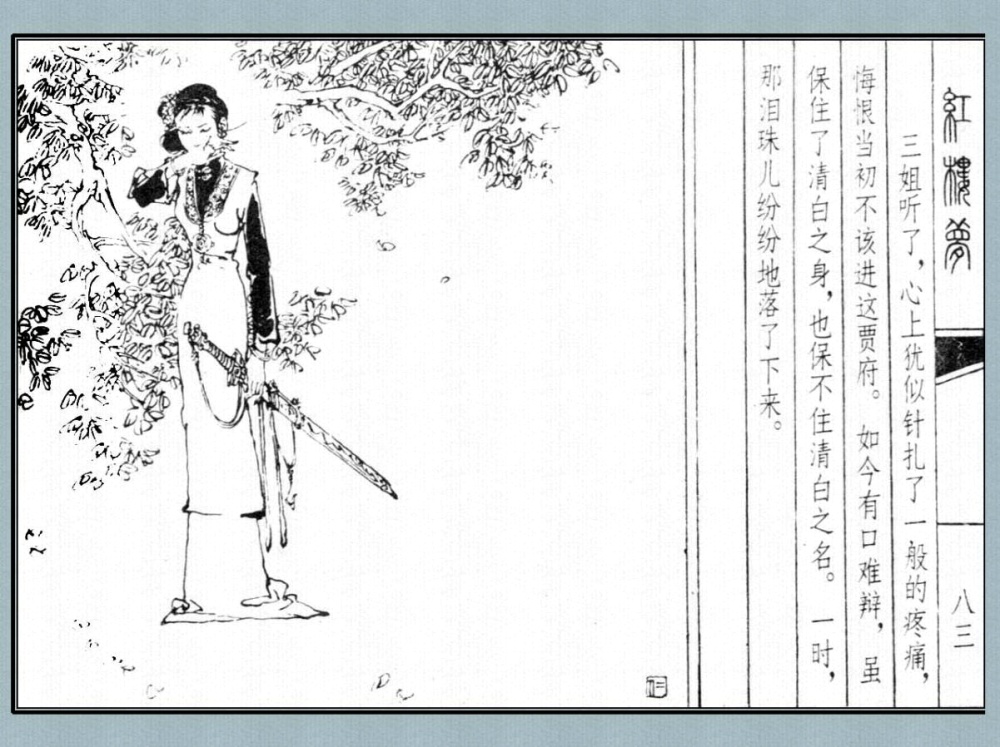 紅樓夢
八三
三姐听了，心上犹似针扎了一般的疼痛，
悔恨当初不该进这贾府。如今有口难辩，虽
保住了清白之身，也保不住清白之名。一时，
那泪珠儿纷纷地落了下来。